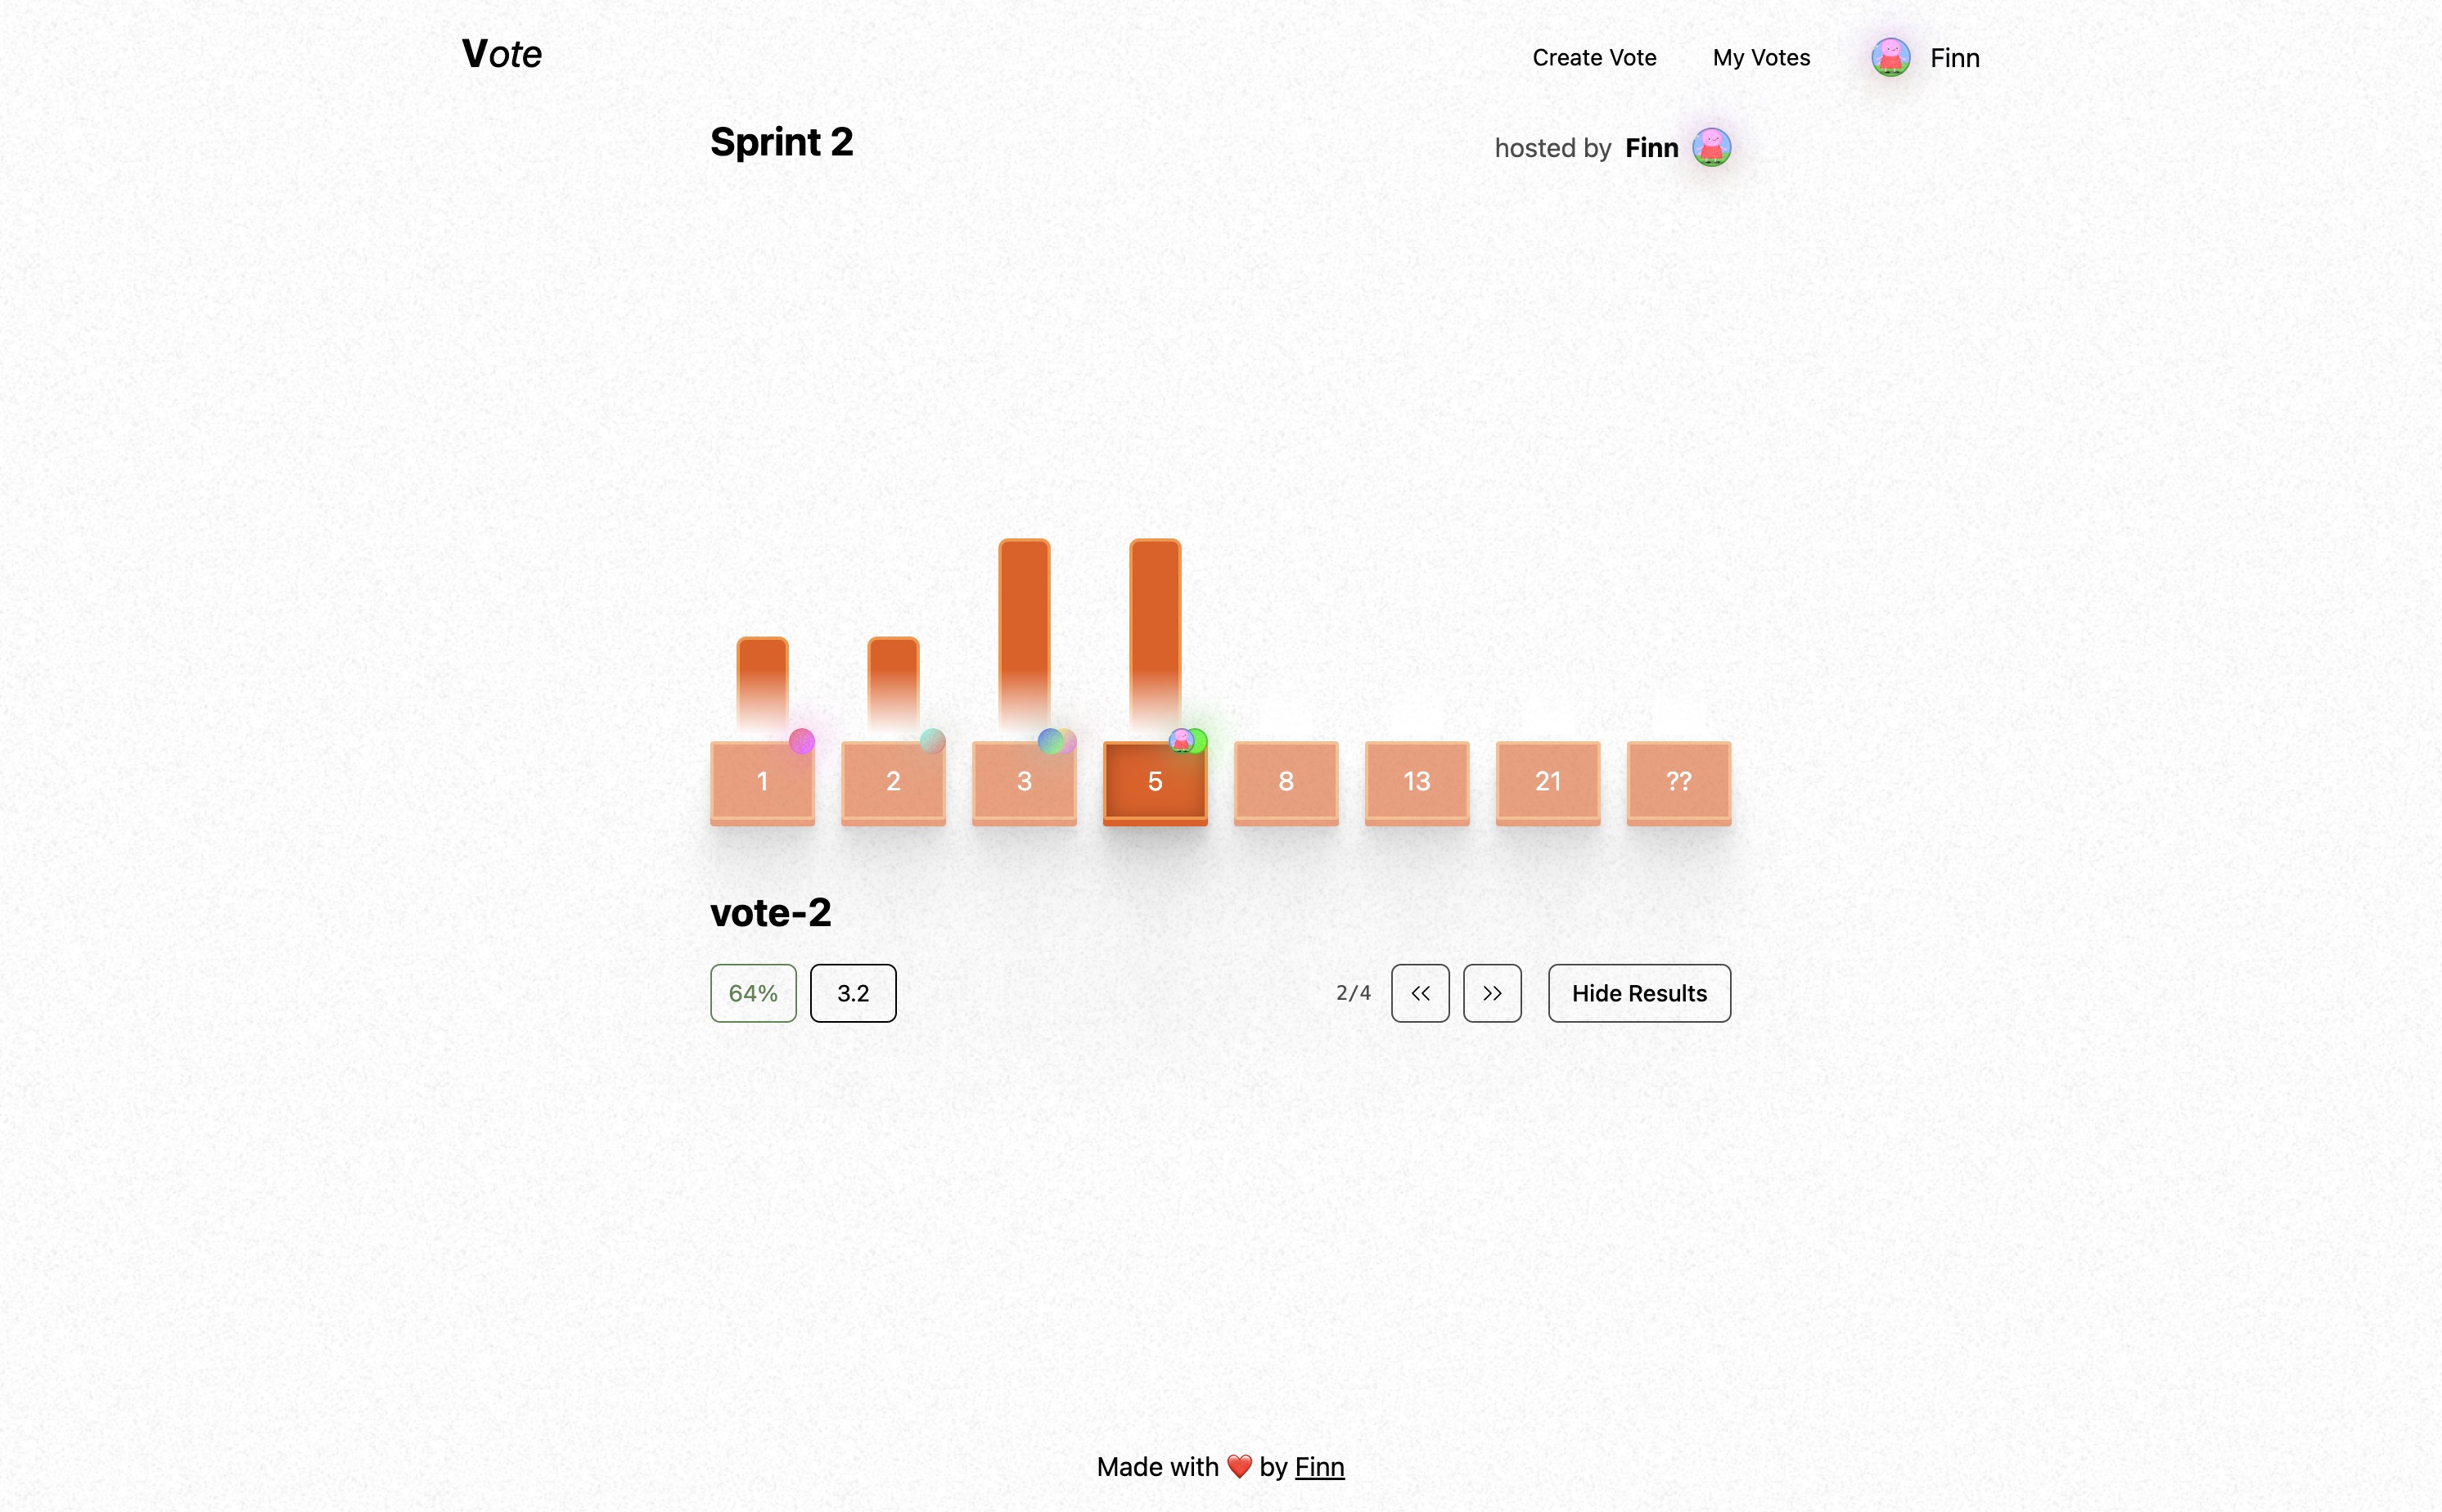 Vote
Create Vote
My Votes
Finn
Sprint 2
hosted by Finn
1
2
3
5
8
13
21
??
vote-2
64%
3.2
2/4
<<
>>
Hide Results
Made with ❤️ by Finn